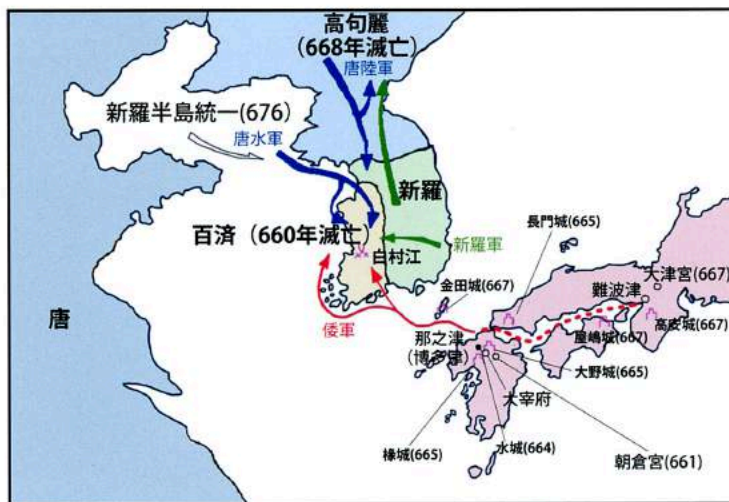 高句麗
(668年滅亡)
唐陸軍
新羅半島統一(676)
唐水軍
新羅
百済（660年滅亡）
白村江
新羅軍
長門城(665)
大津宮(667)
金田城(667)
難波津
唐
倭軍
那之津
(博多津)
屋嶋城(667)
高安城(667)
大野城(665)
大宰府
椽城(665)
水城(664)
朝倉宮(661)